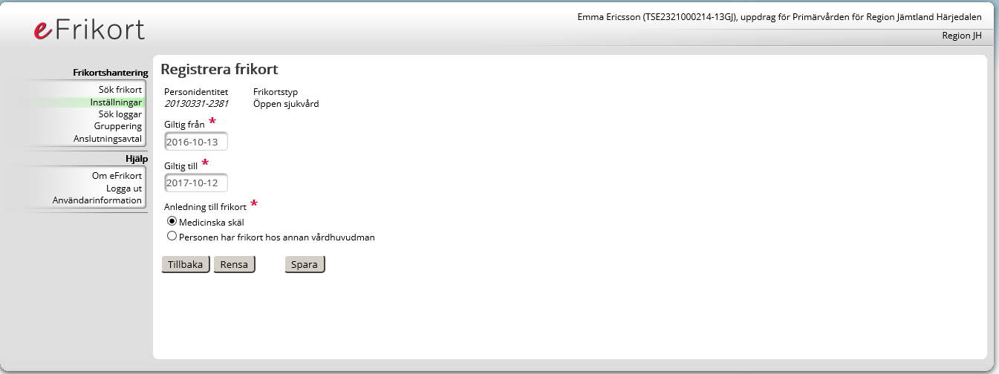 eFrikort
Emma Ericsson (TSE2321000214-13GJ), uppdrag för Primärvården för Region Jämtland Härjedalen
Region JH
Frikortshantering
Sök frikort
Inställningar
Sök loggar
Gruppering
Anslutningsavtal
Hjälp
Om eFrikort
Logga ut
Användarinformation
Registrera frikort
Personidentitet Frikortstyp
20130331-2381 Öppen sjukvård
Giltig från *
2016-10-13
Giltig till *
2017-10-12
Anledning till frikort *
Medicinska skäl
Personen har frikort hos annan vårdhuvudman
Tillbaka Rensa Spara